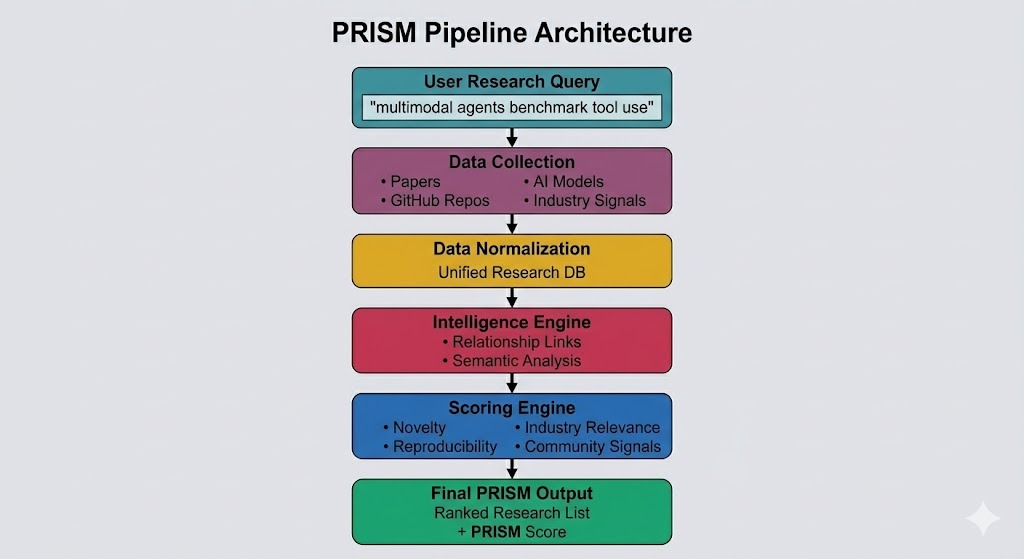 PRISM Pipeline Architecture
User Research Query
"multimodal agents benchmark tool use"
Data Collection
• Papers • AI Models
• GitHub Repos • Industry Signals
Data Normalization
Unified Research DB
Intelligence Engine
• Relationship Links
• Semantic Analysis
Scoring Engine
• Novelty • Industry Relevance
• Reproducibility • Community Signals
Final PRISM Output
Ranked Research List
+ PRISM Score